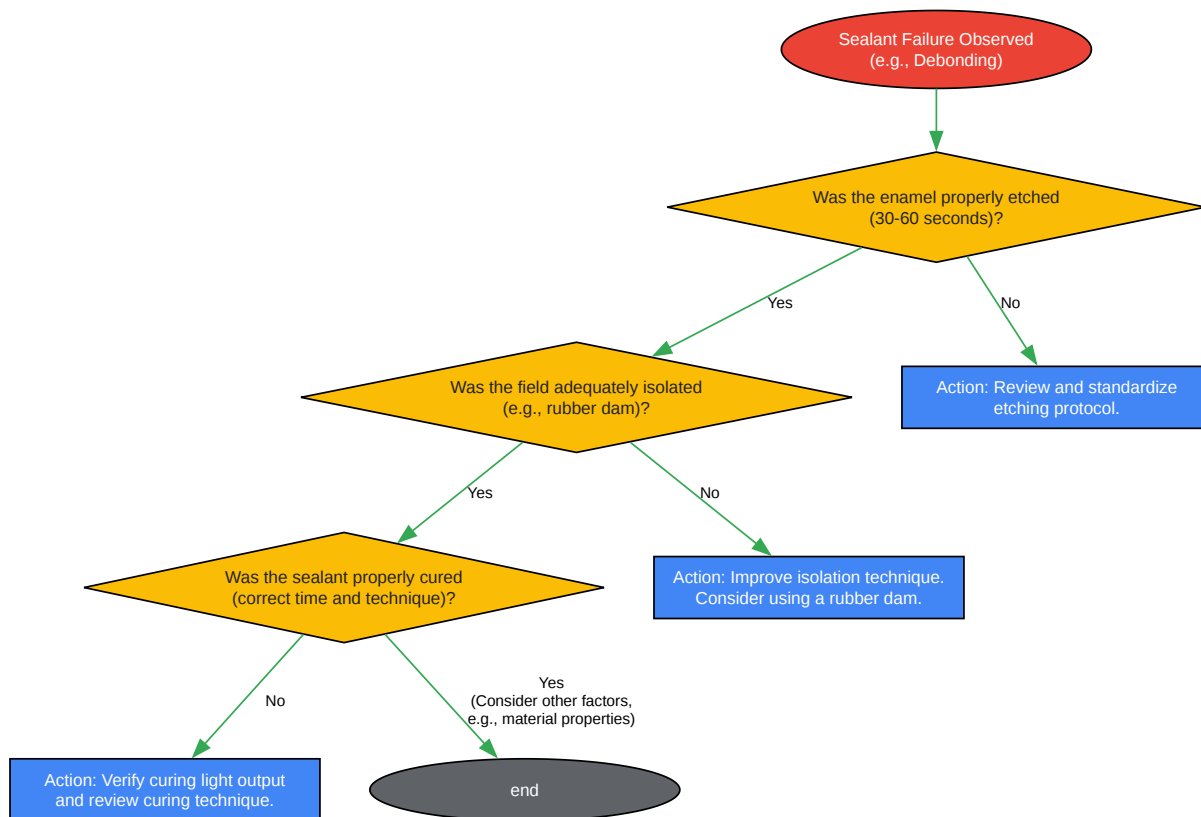 Sealant Failure Observed
(e.g., Debonding)
Was the enamel properly etched
(30-60 seconds)?
Yes
No
Was the field adequately isolated
(e.g., rubber dam)?
Action: Review and standardize
etching protocol.
Yes
No
Was the sealant properly cured
(correct time and technique)?
Action: Improve isolation technique.
Consider using a rubber dam.
No
Yes
(Consider other factors,
e.g., material properties)
Action: Verify curing light output
and review curing technique.
end